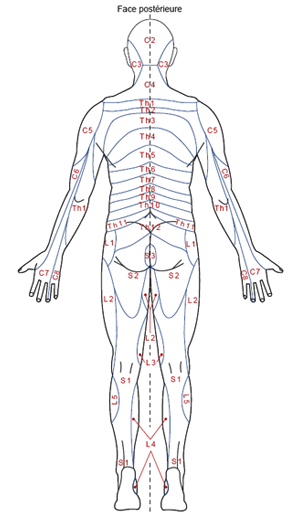 Face postérieure
C2
C3 C3
C4
Th1
Th2
C5 Th3 C5
Th4
Th5
C6 Th6 C6
Th7
Th8
Th9
Th1 Th10 Th1
Th11 Th12 Th11
L1 L1
S3
C7 C8 S2 S2 C8 C7
L2 L2
L2
L3
S1 S1
L5 L5
L4
S1 S1